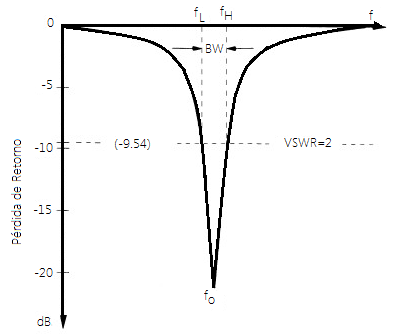 f_L f_H f
0
BW
-5
(-9.54) VSWR=2
-10
-15
-20
f_O
dB
Pérdida de Retorno